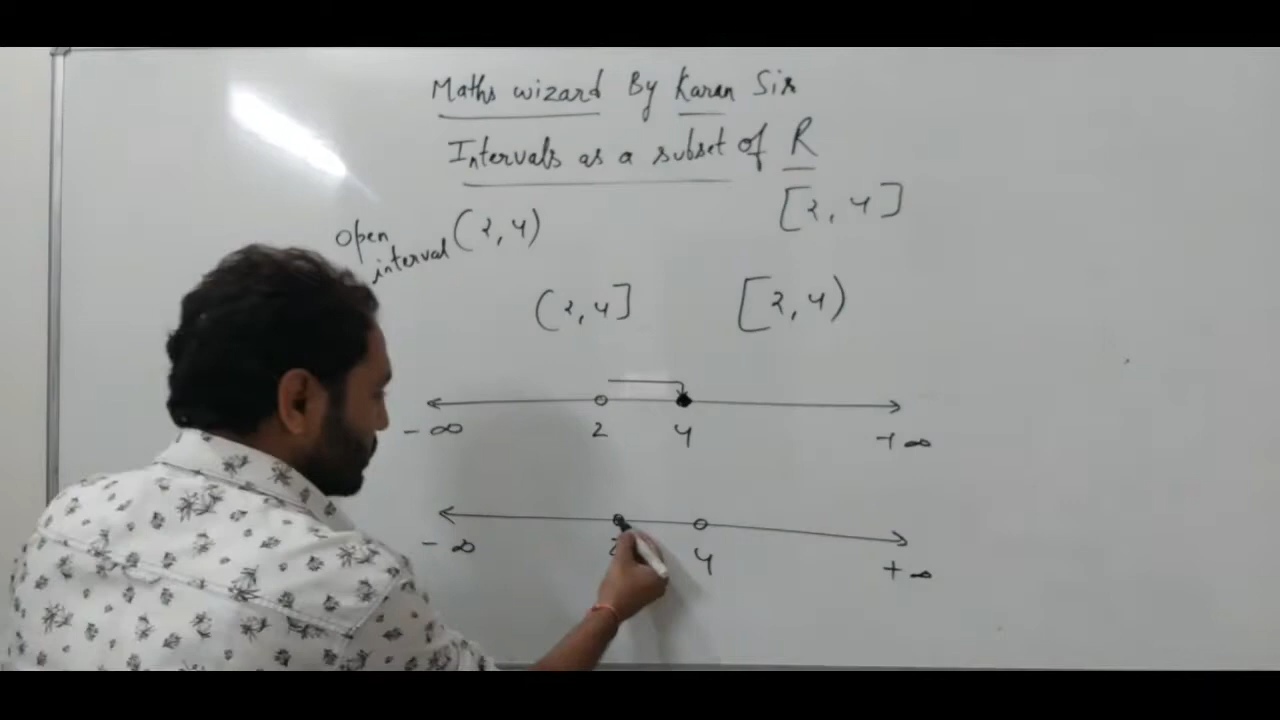 Maths wizard By Karan Sir
Intervals as a subset of R
[2, 4]
Open interval (2, 4)
(2, 4] [2, 4)
- ∞ 2 4 + ∞
- ∞ 2 4 + ∞